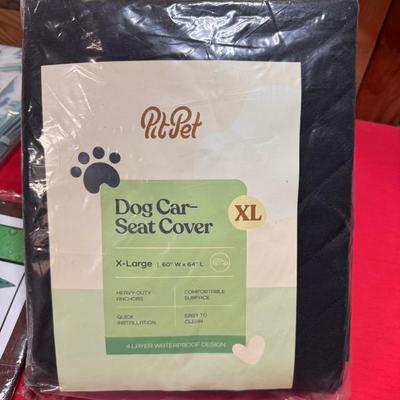 PitPet
Dog Car-
Seat Cover
XL
X-Large | 60" W x 64" L
HEAVY-DUTY
ANCHORS
COMFORTABLE
SURFACE
QUICK
INSTALLATION
EASY TO
CLEAN
4 LAYER WATERPROOF DESIGN